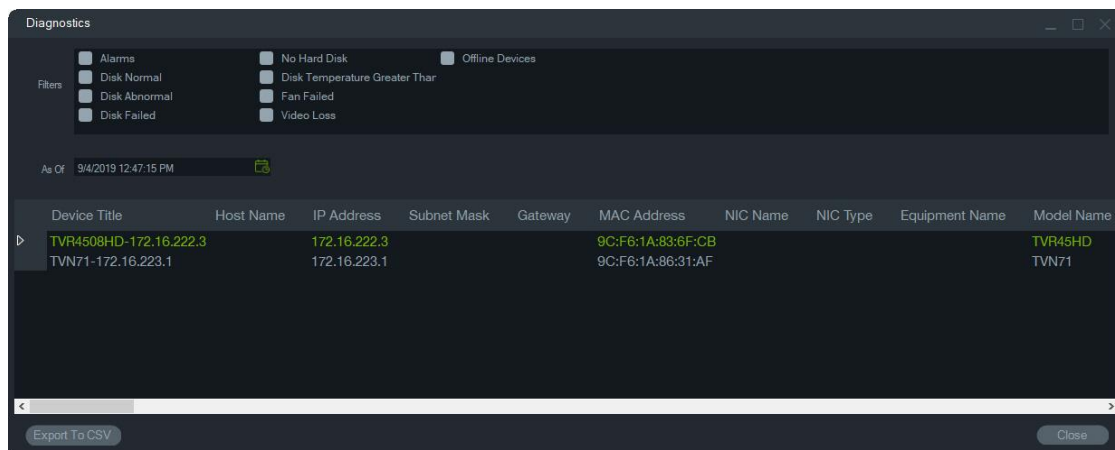 Diagnostics
Filters
Alarms No Hard Disk Offline Devices
Disk Normal Disk Temperature Greater Thar
Disk Abnormal Fan Failed
Disk Failed Video Loss
As Of 9/4/2019 12:47:15 PM
Device Title Host Name IP Address Subnet Mask Gateway MAC Address NIC Name NIC Type Equipment Name Model Name
TVR4508HD-172.16.222.3 172.16.222.3 9C:F6:1A:83:6F:CB TVR45HD
TVN71-172.16.223.1 172.16.223.1 9C:F6:1A:86:31:AF TVN71
Export To CSV Close